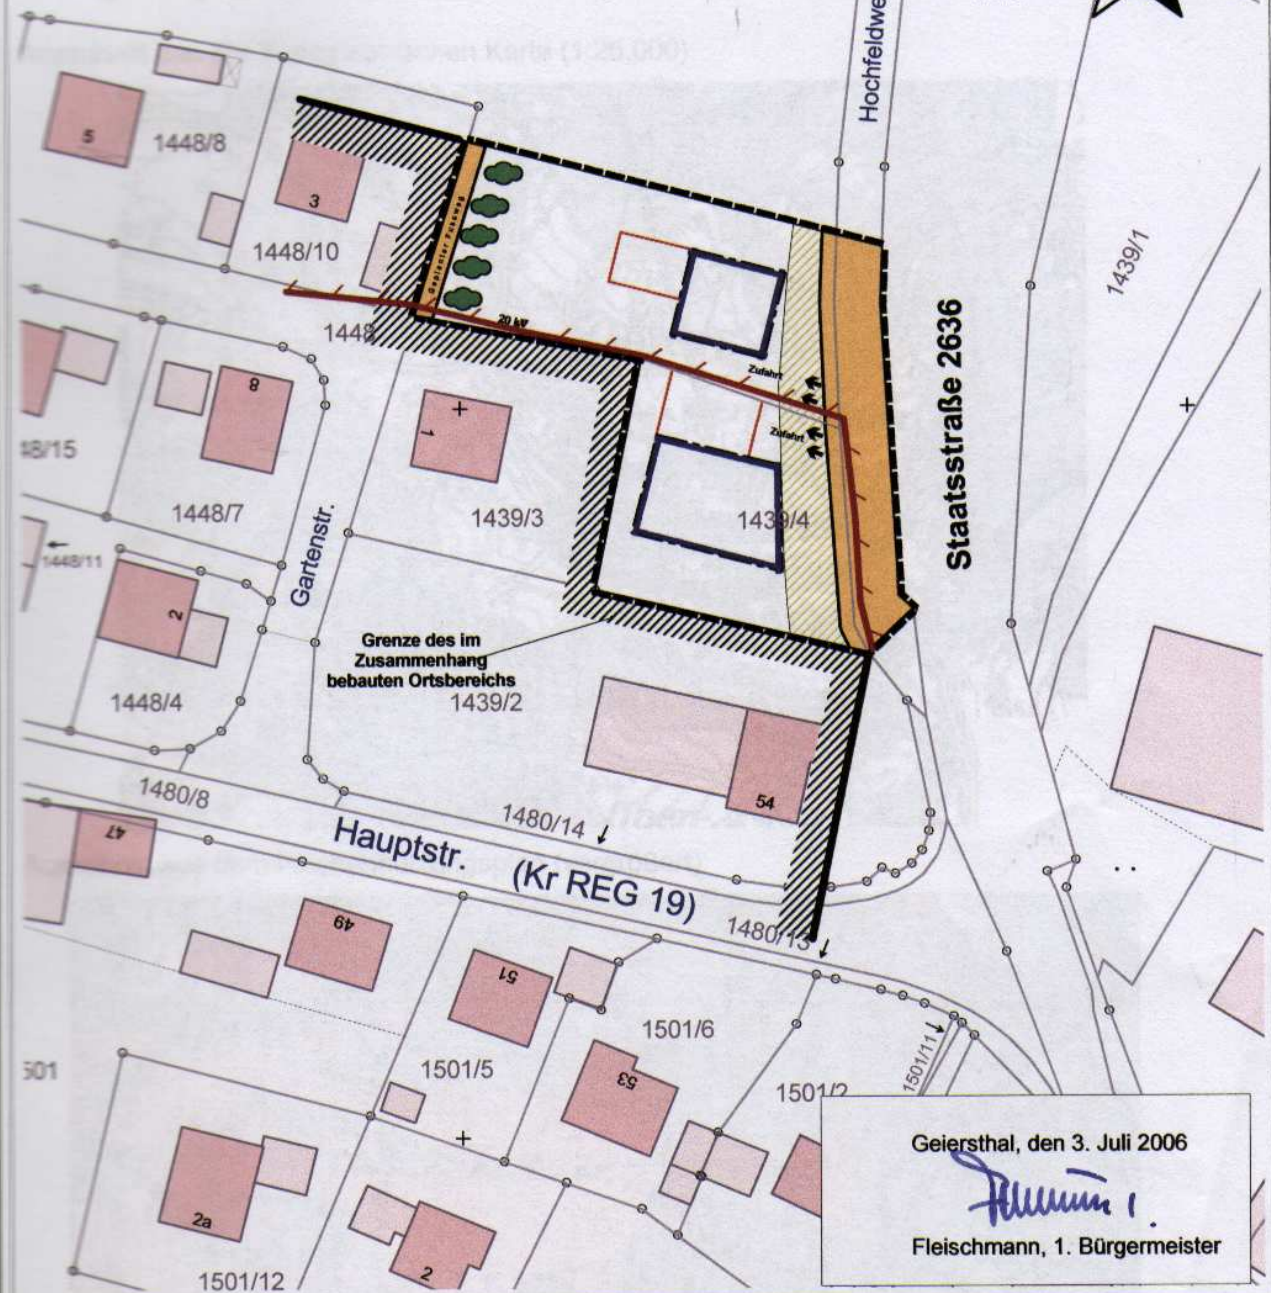 Hochfeldwe
5
1448/8
3
1448/10
Geplanter Fussweg
1439/1
1448
20 kV
Zufahrt
Zufahrt
Staatsstraße 2636
8
1
48/15
1448/7
1439/3
1439/4
1448/11
Gartenstr.
2
Grenze des im
Zusammenhang
bebauten Ortsbereichs
1448/4
1439/2
54
1480/8
47
1480/14
Hauptstr. (Kr REG 19)
1480/13
49
51
1501/6
501
1501/5
53
1501/2
1501/11
2a
2
1501/12
Geiersthal, den 3. Juli 2006
Fleischmann, 1. Bürgermeister